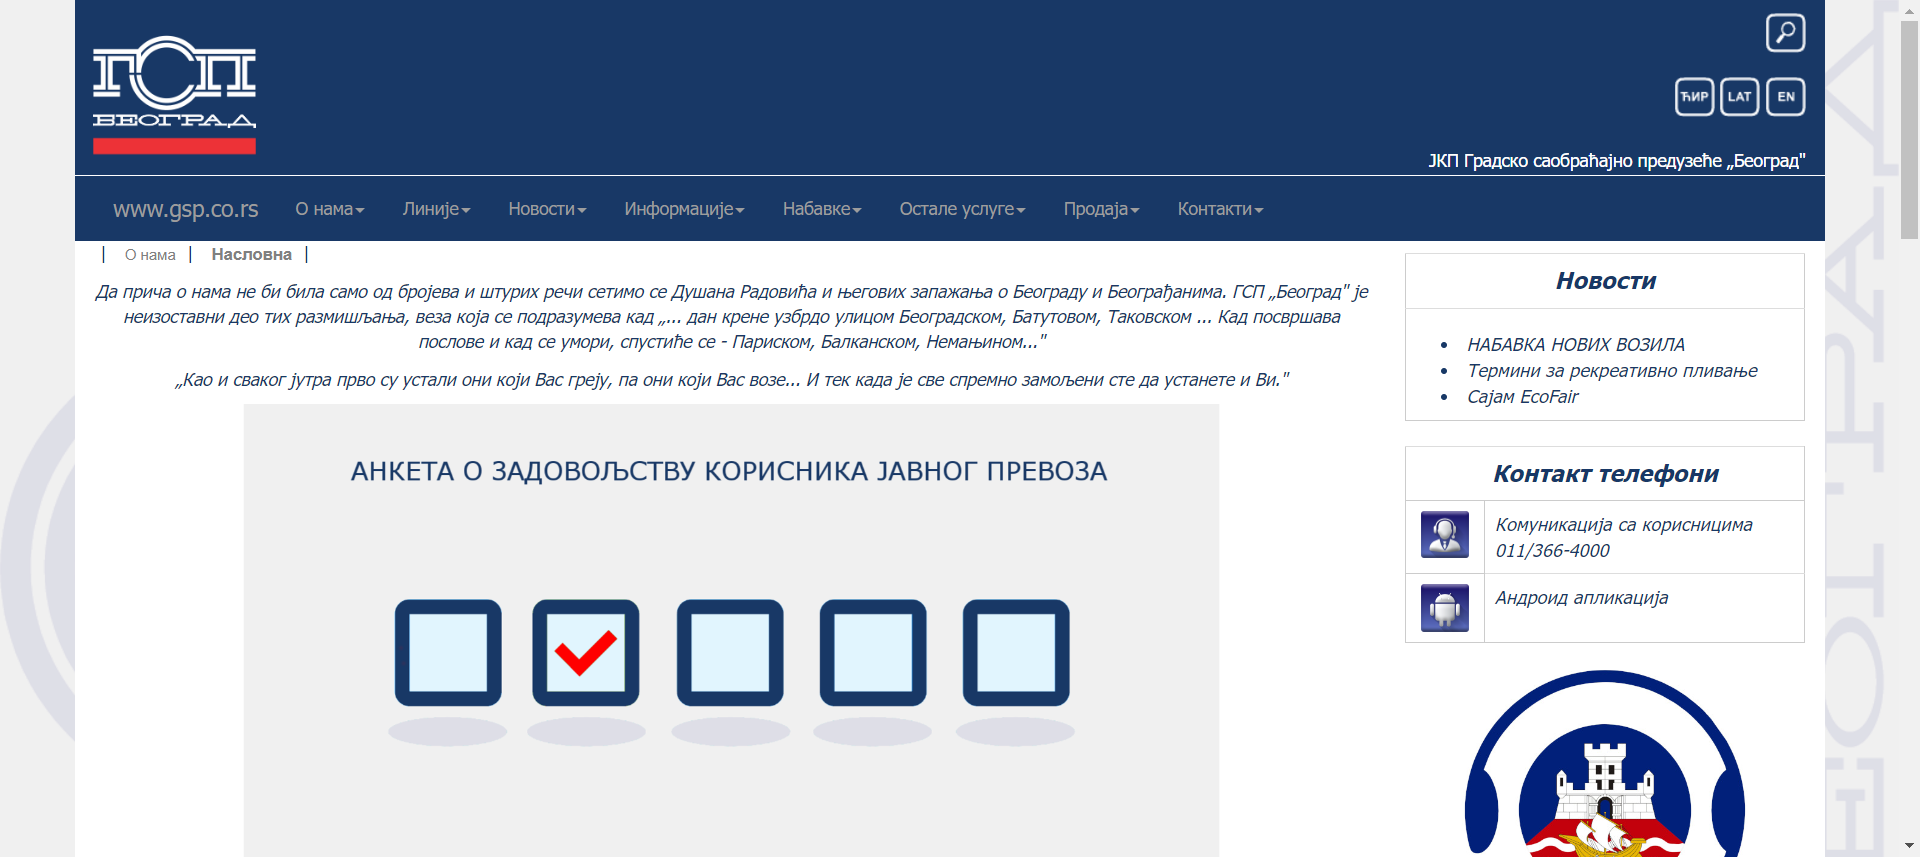 ГСП
БЕОГРАД
ЋИР LAT EN
ЈКП Градско саобраћајно предузеће „Београд"
www.gsp.co.rs О нама Линије Новости Информације Набавке Остале услуге Продаја Контакти
| О нама | Насловна |
Да прича о нама не би била само од бројева и штурих речи сетимо се Душана Радовића и његових запажања о Београду и Београђанима. ГСП „Београд" је
неизоставни део тих размишљања, веза која се подразумева кад „... дан крене узбрдо улицом Београдском, Батутовом, Таковском ... Кад посвршава
послове и кад се умори, спустиће се - Париском, Балканском, Немањином..."
„Као и сваког јутра прво су устали они који Вас греју, па они који Вас возе... И тек када је све спремно замољени сте да устанете и Ви."
АНКЕТА О ЗАДОВОЉСТВУ КОРИСНИКА ЈАВНОГ ПРЕВОЗА
Новости
• НАБАВКА НОВИХ ВОЗИЛА
• Термини за рекреативно пливање
• Сајам EcoFair
Контакт телефони
Комуникација са корисницима
011/366-4000
Андроид апликација